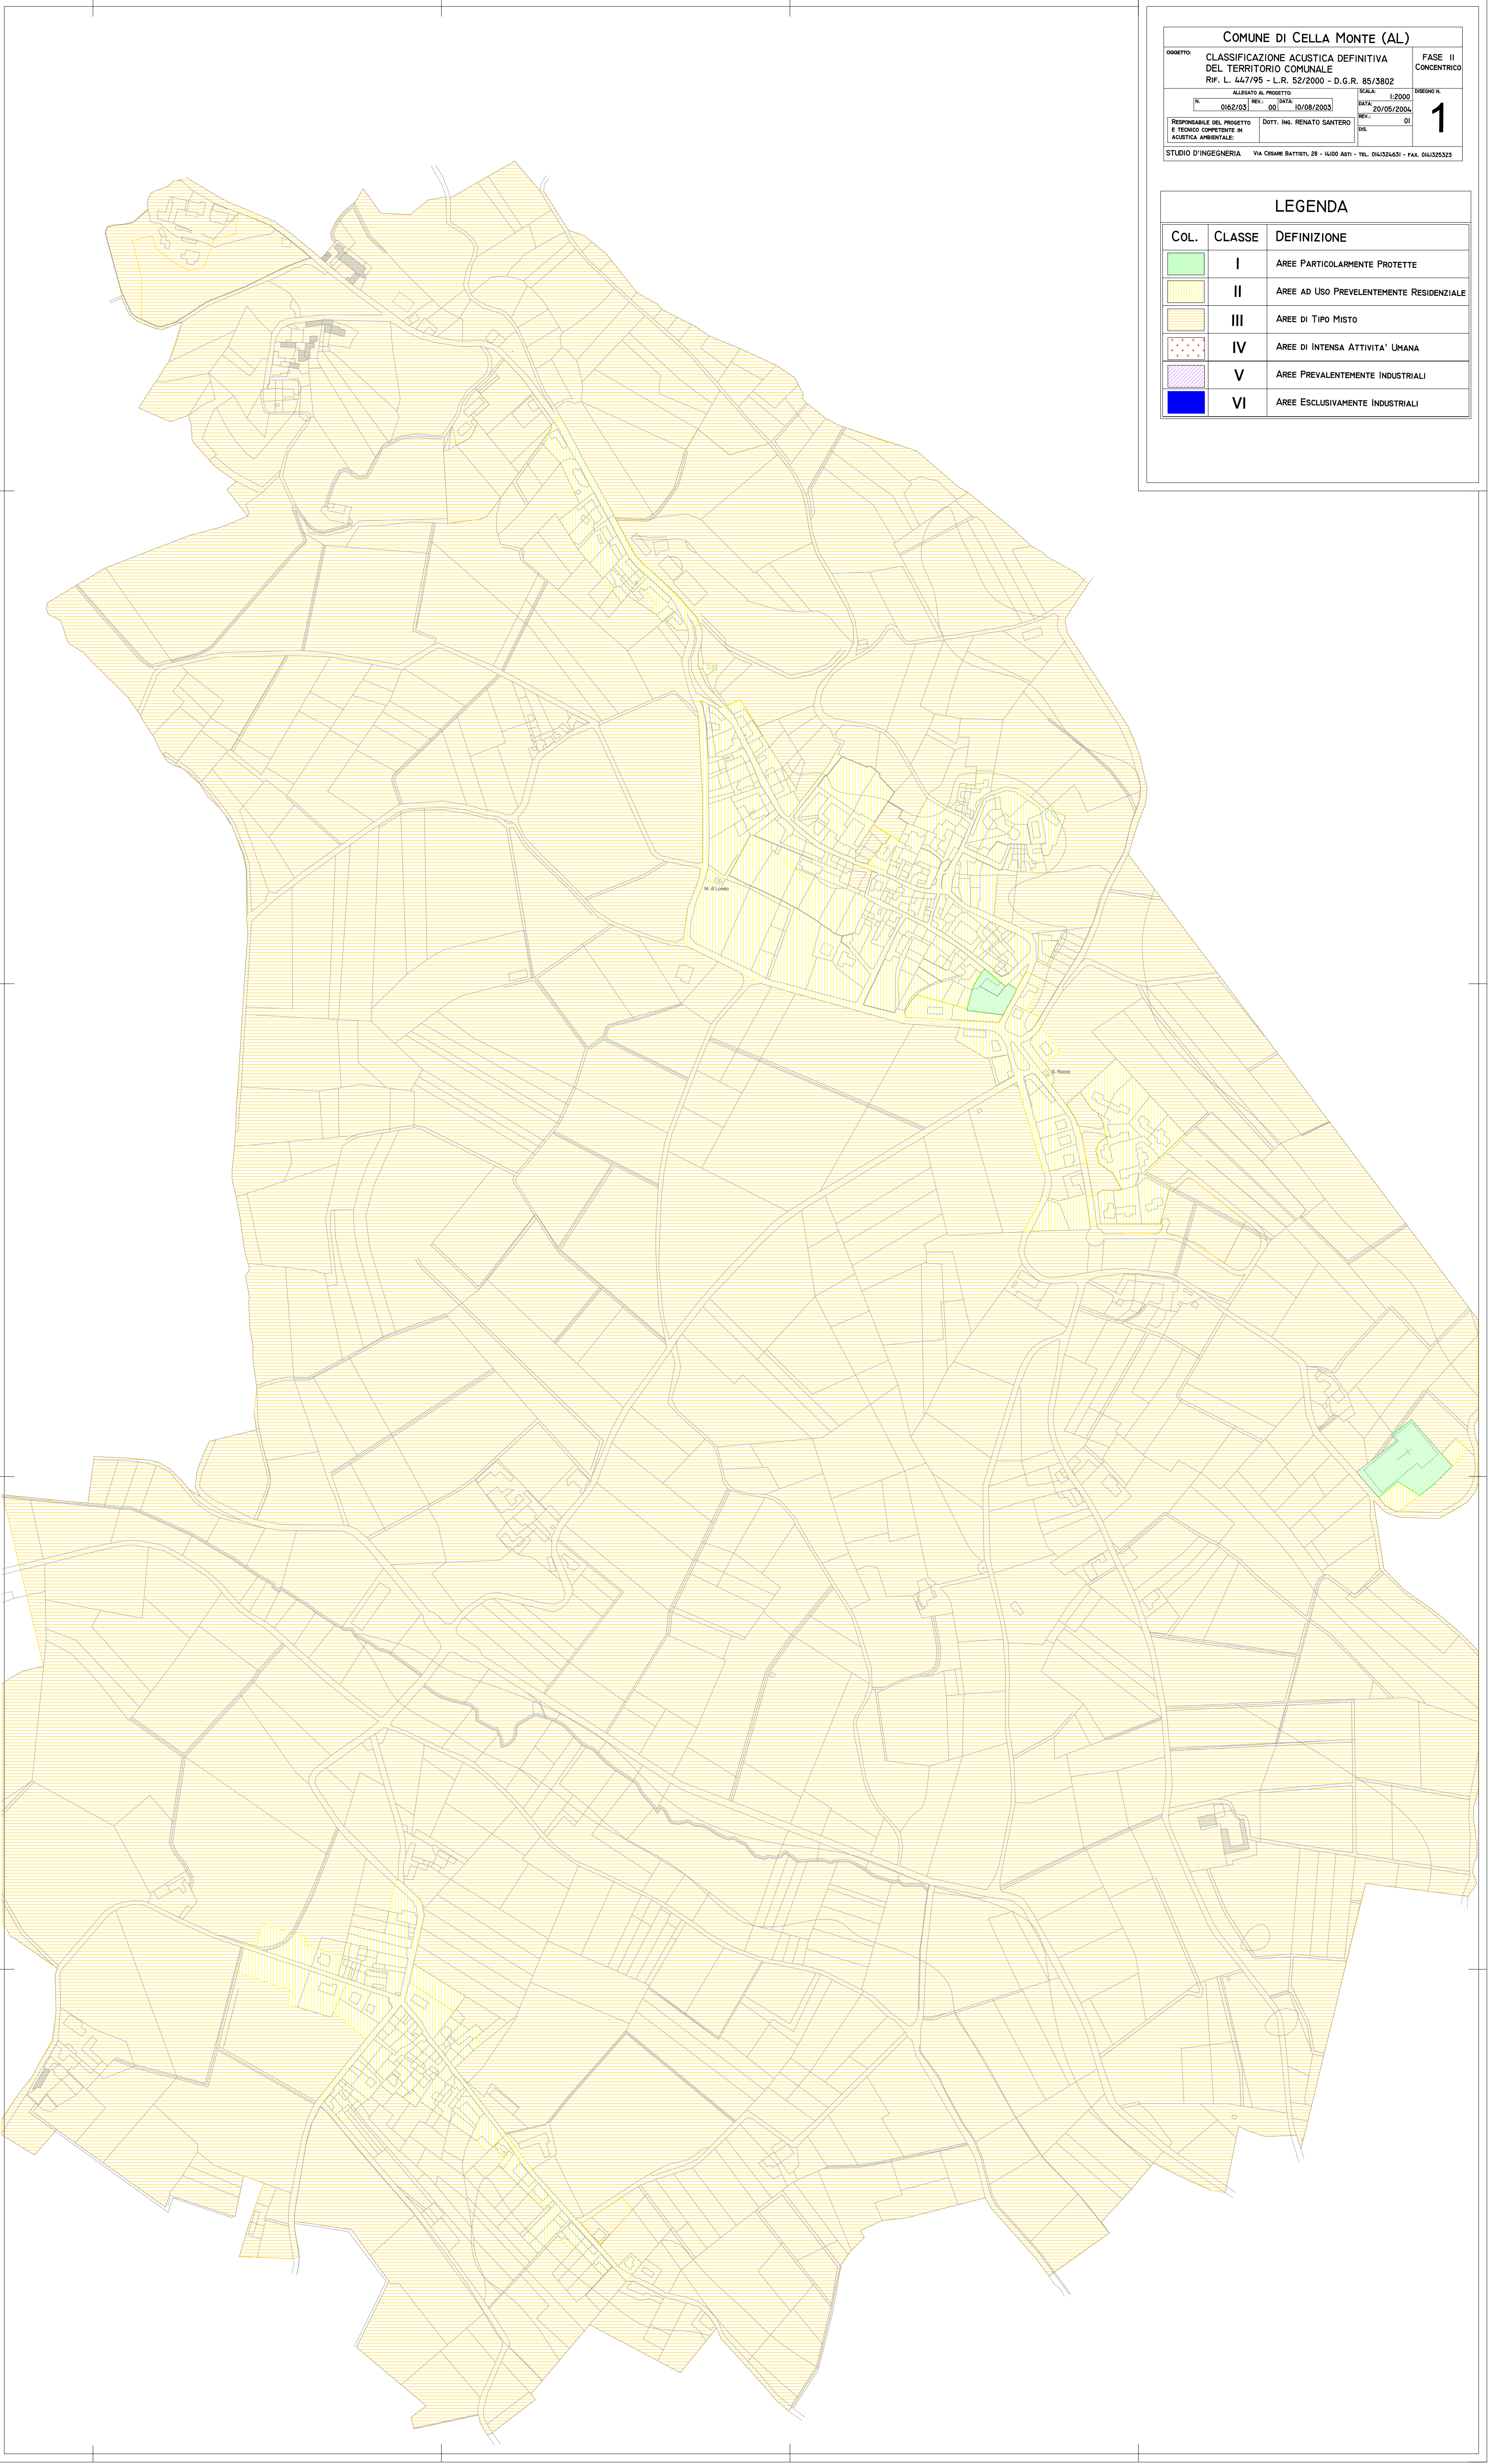 Comune di Cella Monte (AL)
OGGETTO:
CLASSIFICAZIONE ACUSTICA DEFINITIVA
DEL TERRITORIO COMUNALE
Rif. L. 447/95 - L.R. 52/2000 - D.G.R. 85/3802
FASE II
Concentrico
ALLEGATO AL PROGETTO:
N. 0162/03 REV.: 00 DATA: 10/08/2003
SCALA: 1:2000
DATA: 20/05/2004
REV.: 01
DIS.
DISEGNO N.
1
Responsabile del progetto
e tecnico competente in
acustica ambientale:
Dott. Ing. RENATO SANTERO
STUDIO D'INGEGNERIA Via Cesare Battisti, 28 - 14100 Asti - tel. 0141324631 - fax. 0141325323
LEGENDA
Col. Classe Definizione
I Aree Particolarmente Protette
II Aree ad Uso Prevelentemente Residenziale
III Aree di Tipo Misto
IV Aree di Intensa Attivita' Umana
V Aree Prevalentemente Industriali
VI Aree Esclusivamente Industriali
M. di Loreto
S. Rocco